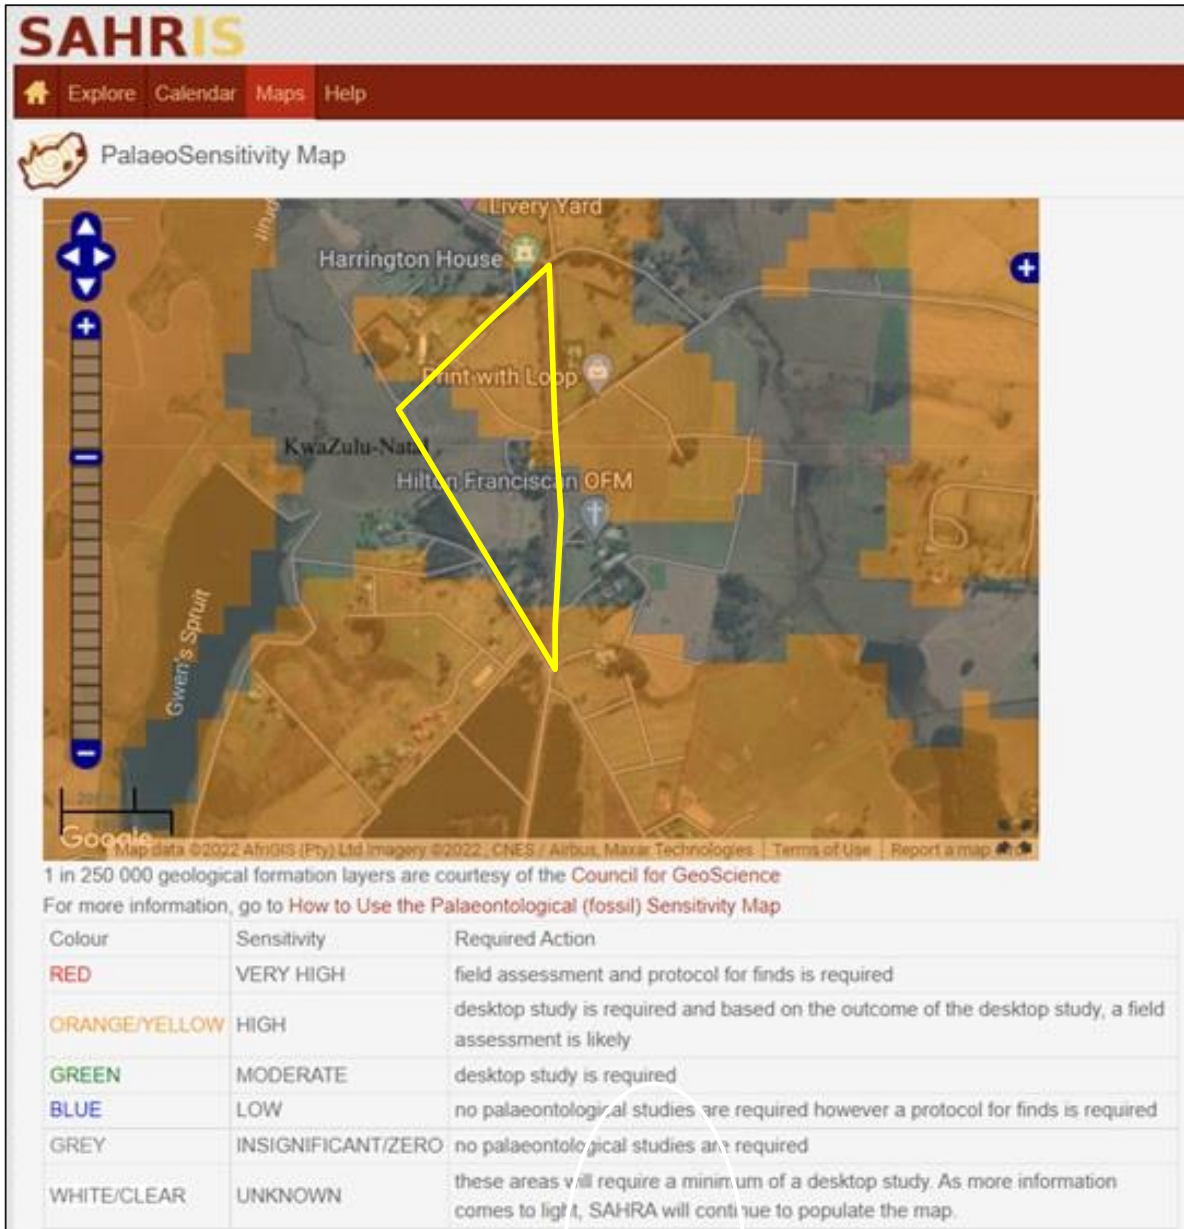 SAHRIS
Explore Calendar Maps Help
PalaeoSensitivity Map
Livery Yard
Harrington House
Print with Loop
KwaZulu-Natal
Hilton Franciscan OFM
Gwen's Spruit
Google
Map data ©2022 AfriGIS (Pty) Ltd Imagery ©2022 , CNES / Airbus, Maxar Technologies Terms of Use Report a map
1 in 250 000 geological formation layers are courtesy of the Council for GeoScience
For more information, go to How to Use the Palaeontological (fossil) Sensitivity Map
Colour Sensitivity Required Action
RED VERY HIGH field assessment and protocol for finds is required
ORANGE/YELLOW HIGH desktop study is required and based on the outcome of the desktop study, a field
assessment is likely
GREEN MODERATE desktop study is required
BLUE LOW no palaeontological studies are required however a protocol for finds is required
GREY INSIGNIFICANT/ZERO no palaeontological studies are required
WHITE/CLEAR UNKNOWN these areas will require a minimum of a desktop study. As more information
comes to light, SAHRA will continue to populate the map.